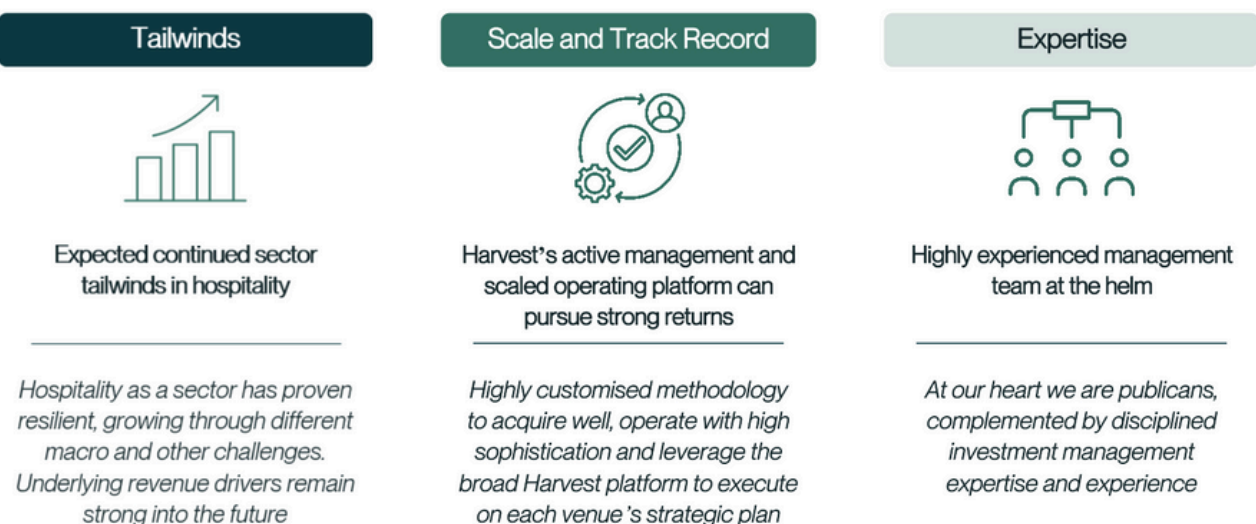 Tailwinds
Expected continued sector
tailwinds in hospitality
Hospitality as a sector has proven
resilient, growing through different
macro and other challenges.
Underlying revenue drivers remain
strong into the future
Scale and Track Record
Harvest's active management and
scaled operating platform can
pursue strong returns
Highly customised methodology
to acquire well, operate with high
sophistication and leverage the
broad Harvest platform to execute
on each venue's strategic plan
Expertise
Highly experienced management
team at the helm
At our heart we are publicans,
complemented by disciplined
investment management
expertise and experience